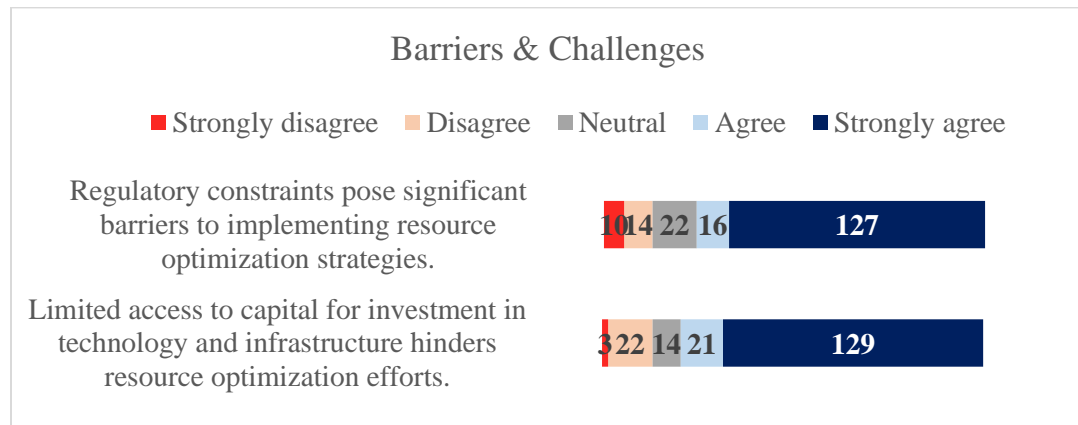 Barriers & Challenges
Strongly disagree Disagree Neutral Agree Strongly agree
Regulatory constraints pose significant
barriers to implementing resource
optimization strategies.
10 14 22 16 127
Limited access to capital for investment in
technology and infrastructure hinders
resource optimization efforts.
3 22 14 21 129